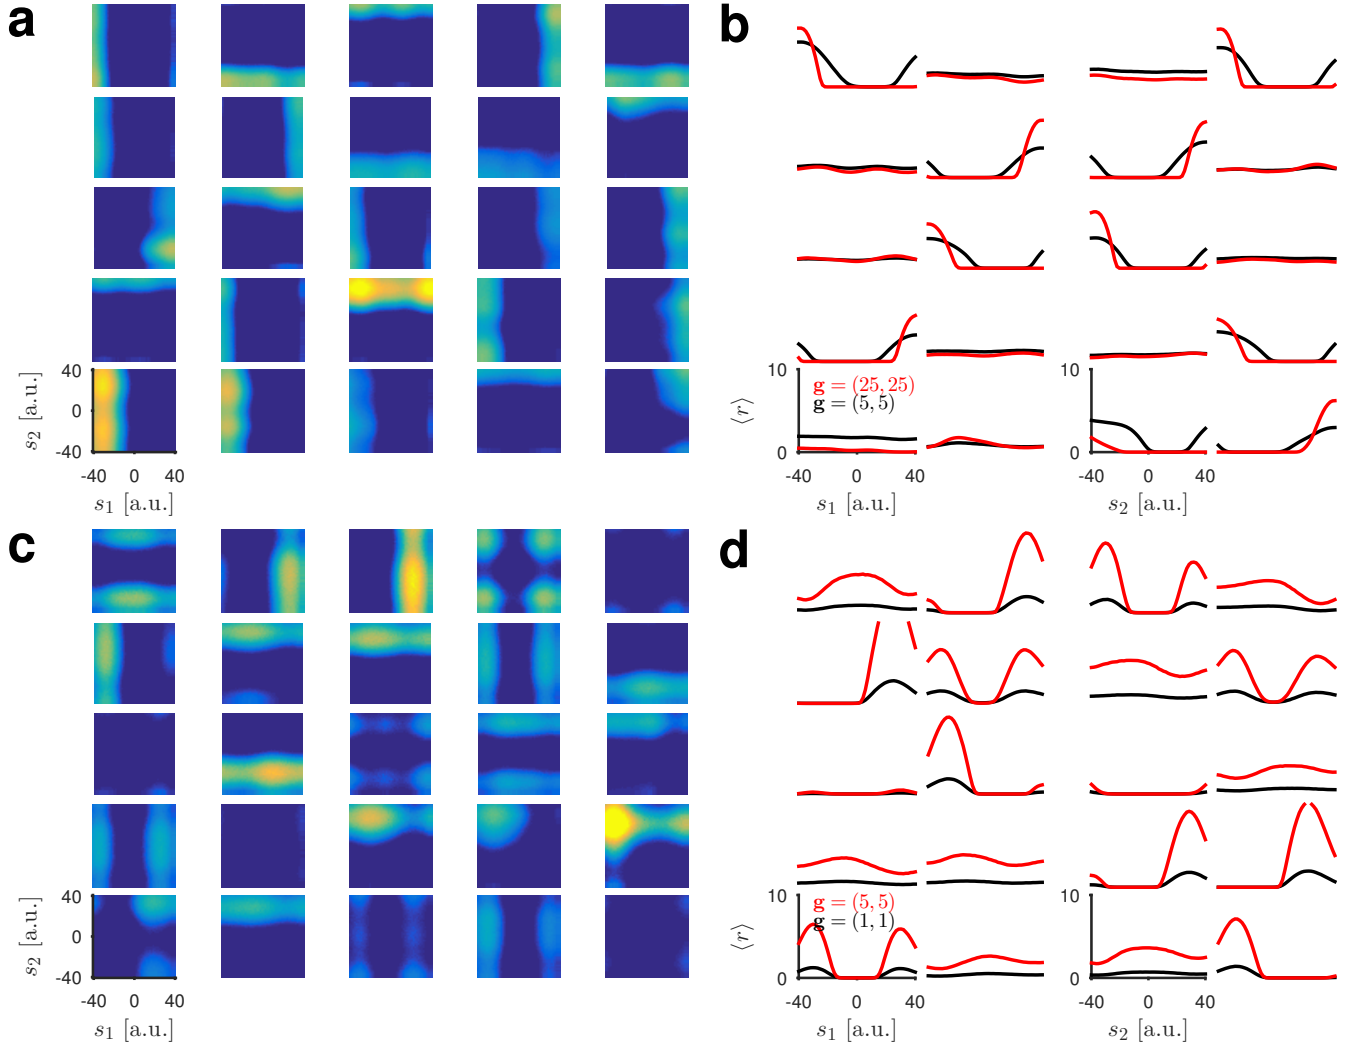 a
40
0
-40
s₂ [a.u.]
-40 0 40
s₁ [a.u.]
b
10
0
⟨r⟩
g = (25, 25)
g = (5, 5)
-40 0 40
s₁ [a.u.]
10
0
-40 0 40
s₂ [a.u.]
c
40
0
-40
s₂ [a.u.]
-40 0 40
s₁ [a.u.]
d
10
0
⟨r⟩
g = (5, 5)
g = (1, 1)
-40 0 40
s₁ [a.u.]
10
0
-40 0 40
s₂ [a.u.]